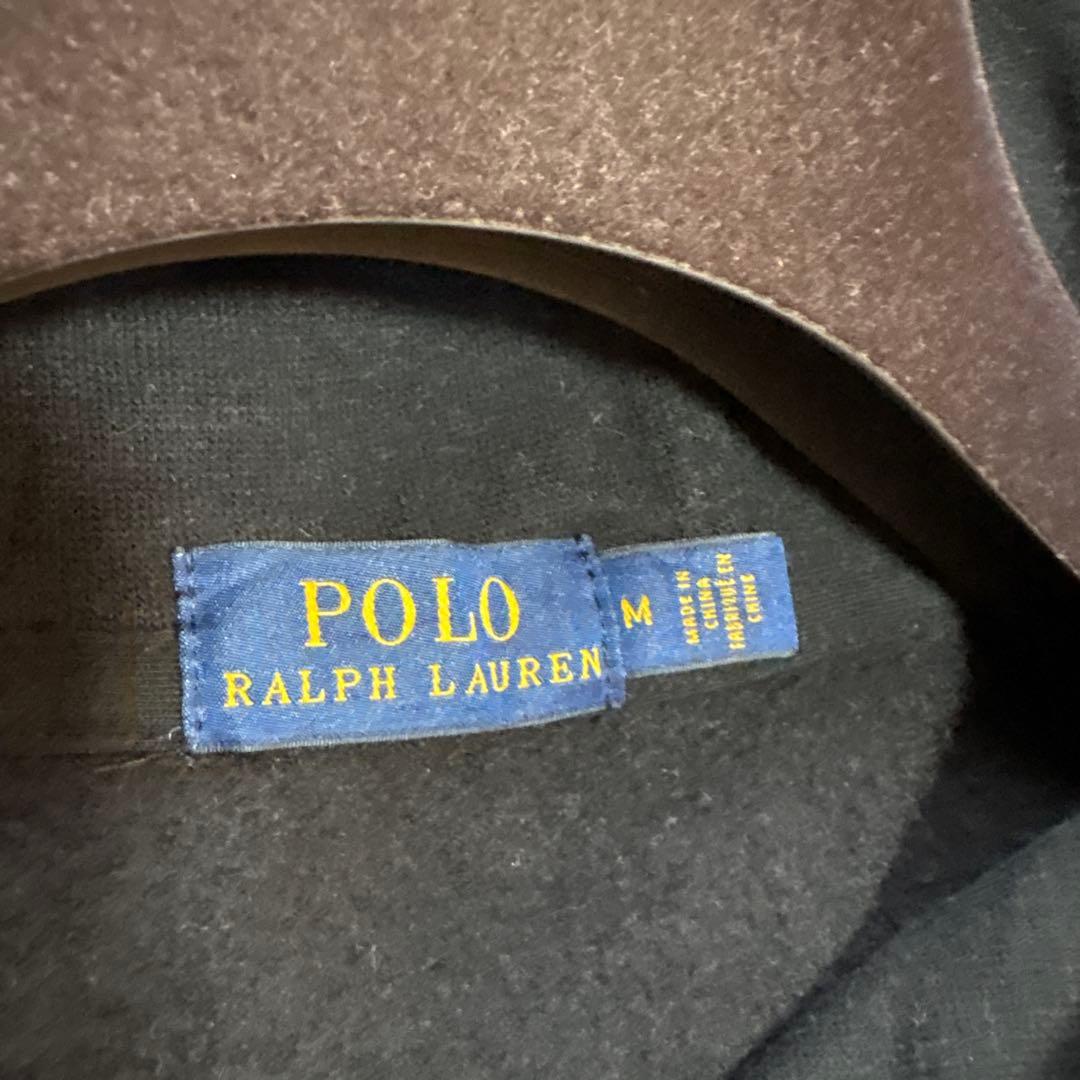 POLO
RALPH LAUREN
M
MADE IN
CHINA
FABRIQUÉ EN
CHINE